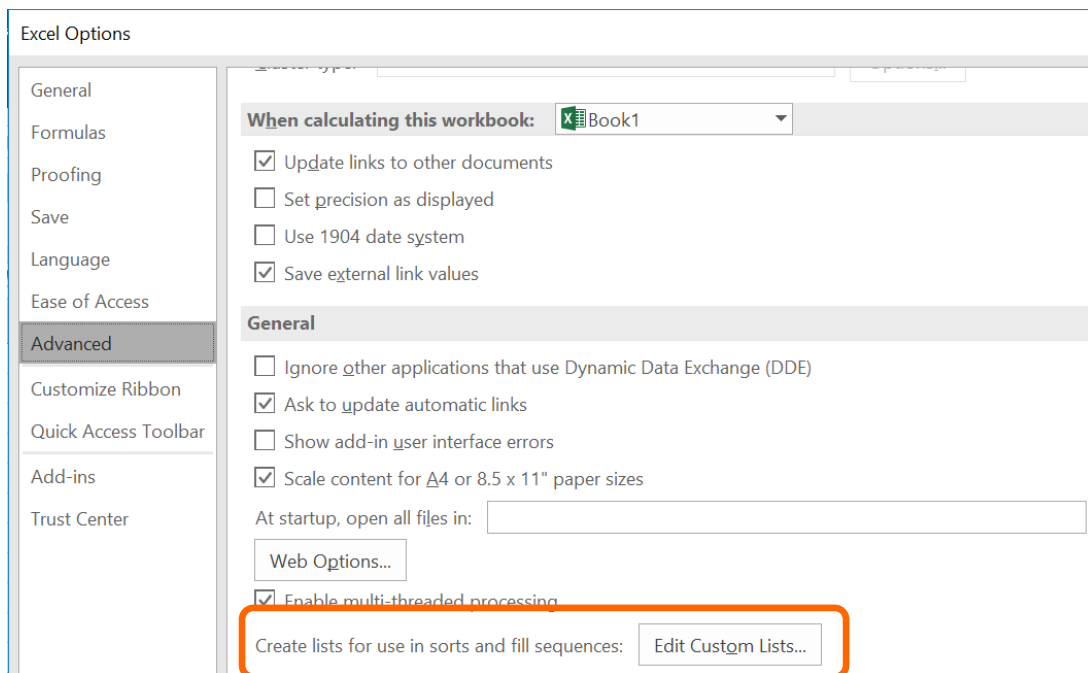 Excel Options
General
Formulas
Proofing
Save
Language
Ease of Access
Advanced
Customize Ribbon
Quick Access Toolbar
Add-ins
Trust Center
When calculating this workbook: Book1
Update links to other documents
Set precision as displayed
Use 1904 date system
Save external link values
General
Ignore other applications that use Dynamic Data Exchange (DDE)
Ask to update automatic links
Show add-in user interface errors
Scale content for A4 or 8.5 x 11" paper sizes
At startup, open all files in:
Web Options...
Enable multi-threaded processing
Create lists for use in sorts and fill sequences: Edit Custom Lists...